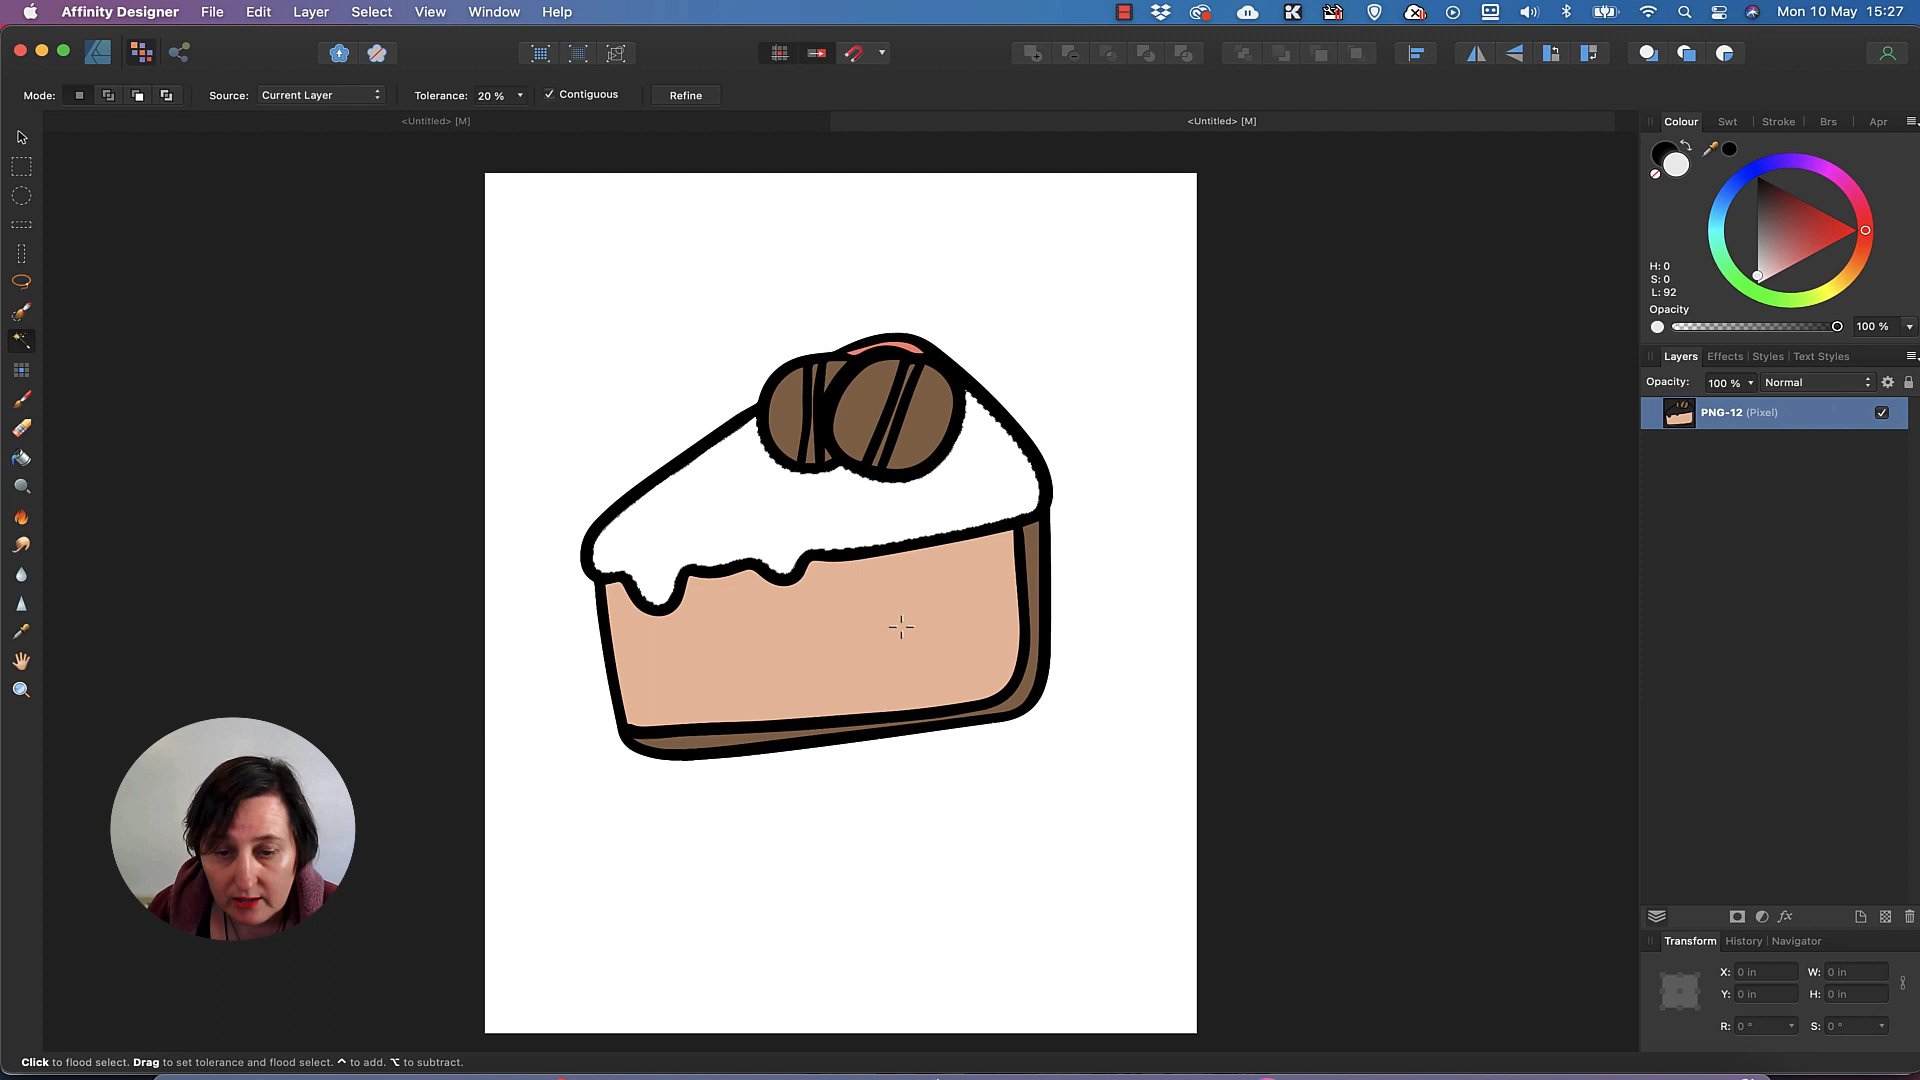 Affinity Designer File Edit Layer Select View Window Help Mon 10 May 15:27
Mode: Source: Current Layer Tolerance: 20 % Contiguous Refine
<Untitled> [M] <Untitled> [M]
Colour Swt Stroke Brs Apr
H: 0
S: 0
L: 92
Opacity
100 %
Layers Effects Styles Text Styles
Opacity: 100 % Normal
PNG-12 (Pixel)
fx
Transform History Navigator
X: 0 in W: 0 in
Y: 0 in H: 0 in
R: 0 ° S: 0 °
Click to flood select. Drag to set tolerance and flood select. ^ to add. ⌥ to subtract.